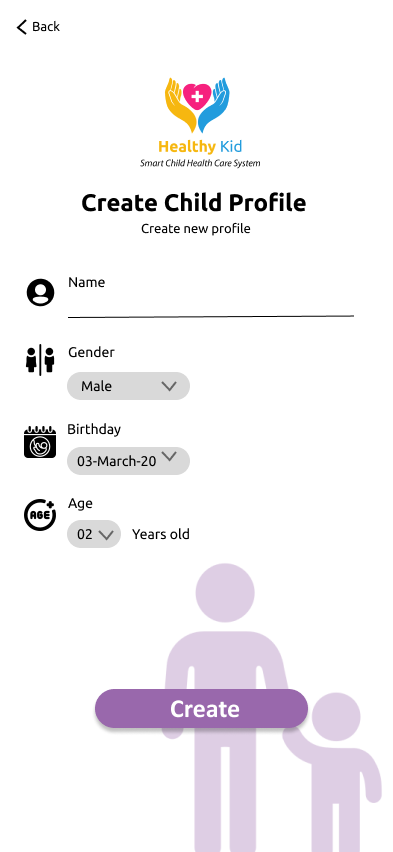 Back
Healthy Kid
Smart Child Health Care System
Create Child Profile
Create new profile
Name
Gender
Male
Birthday
03-March-20
Age
AGE
02
Years old
Create